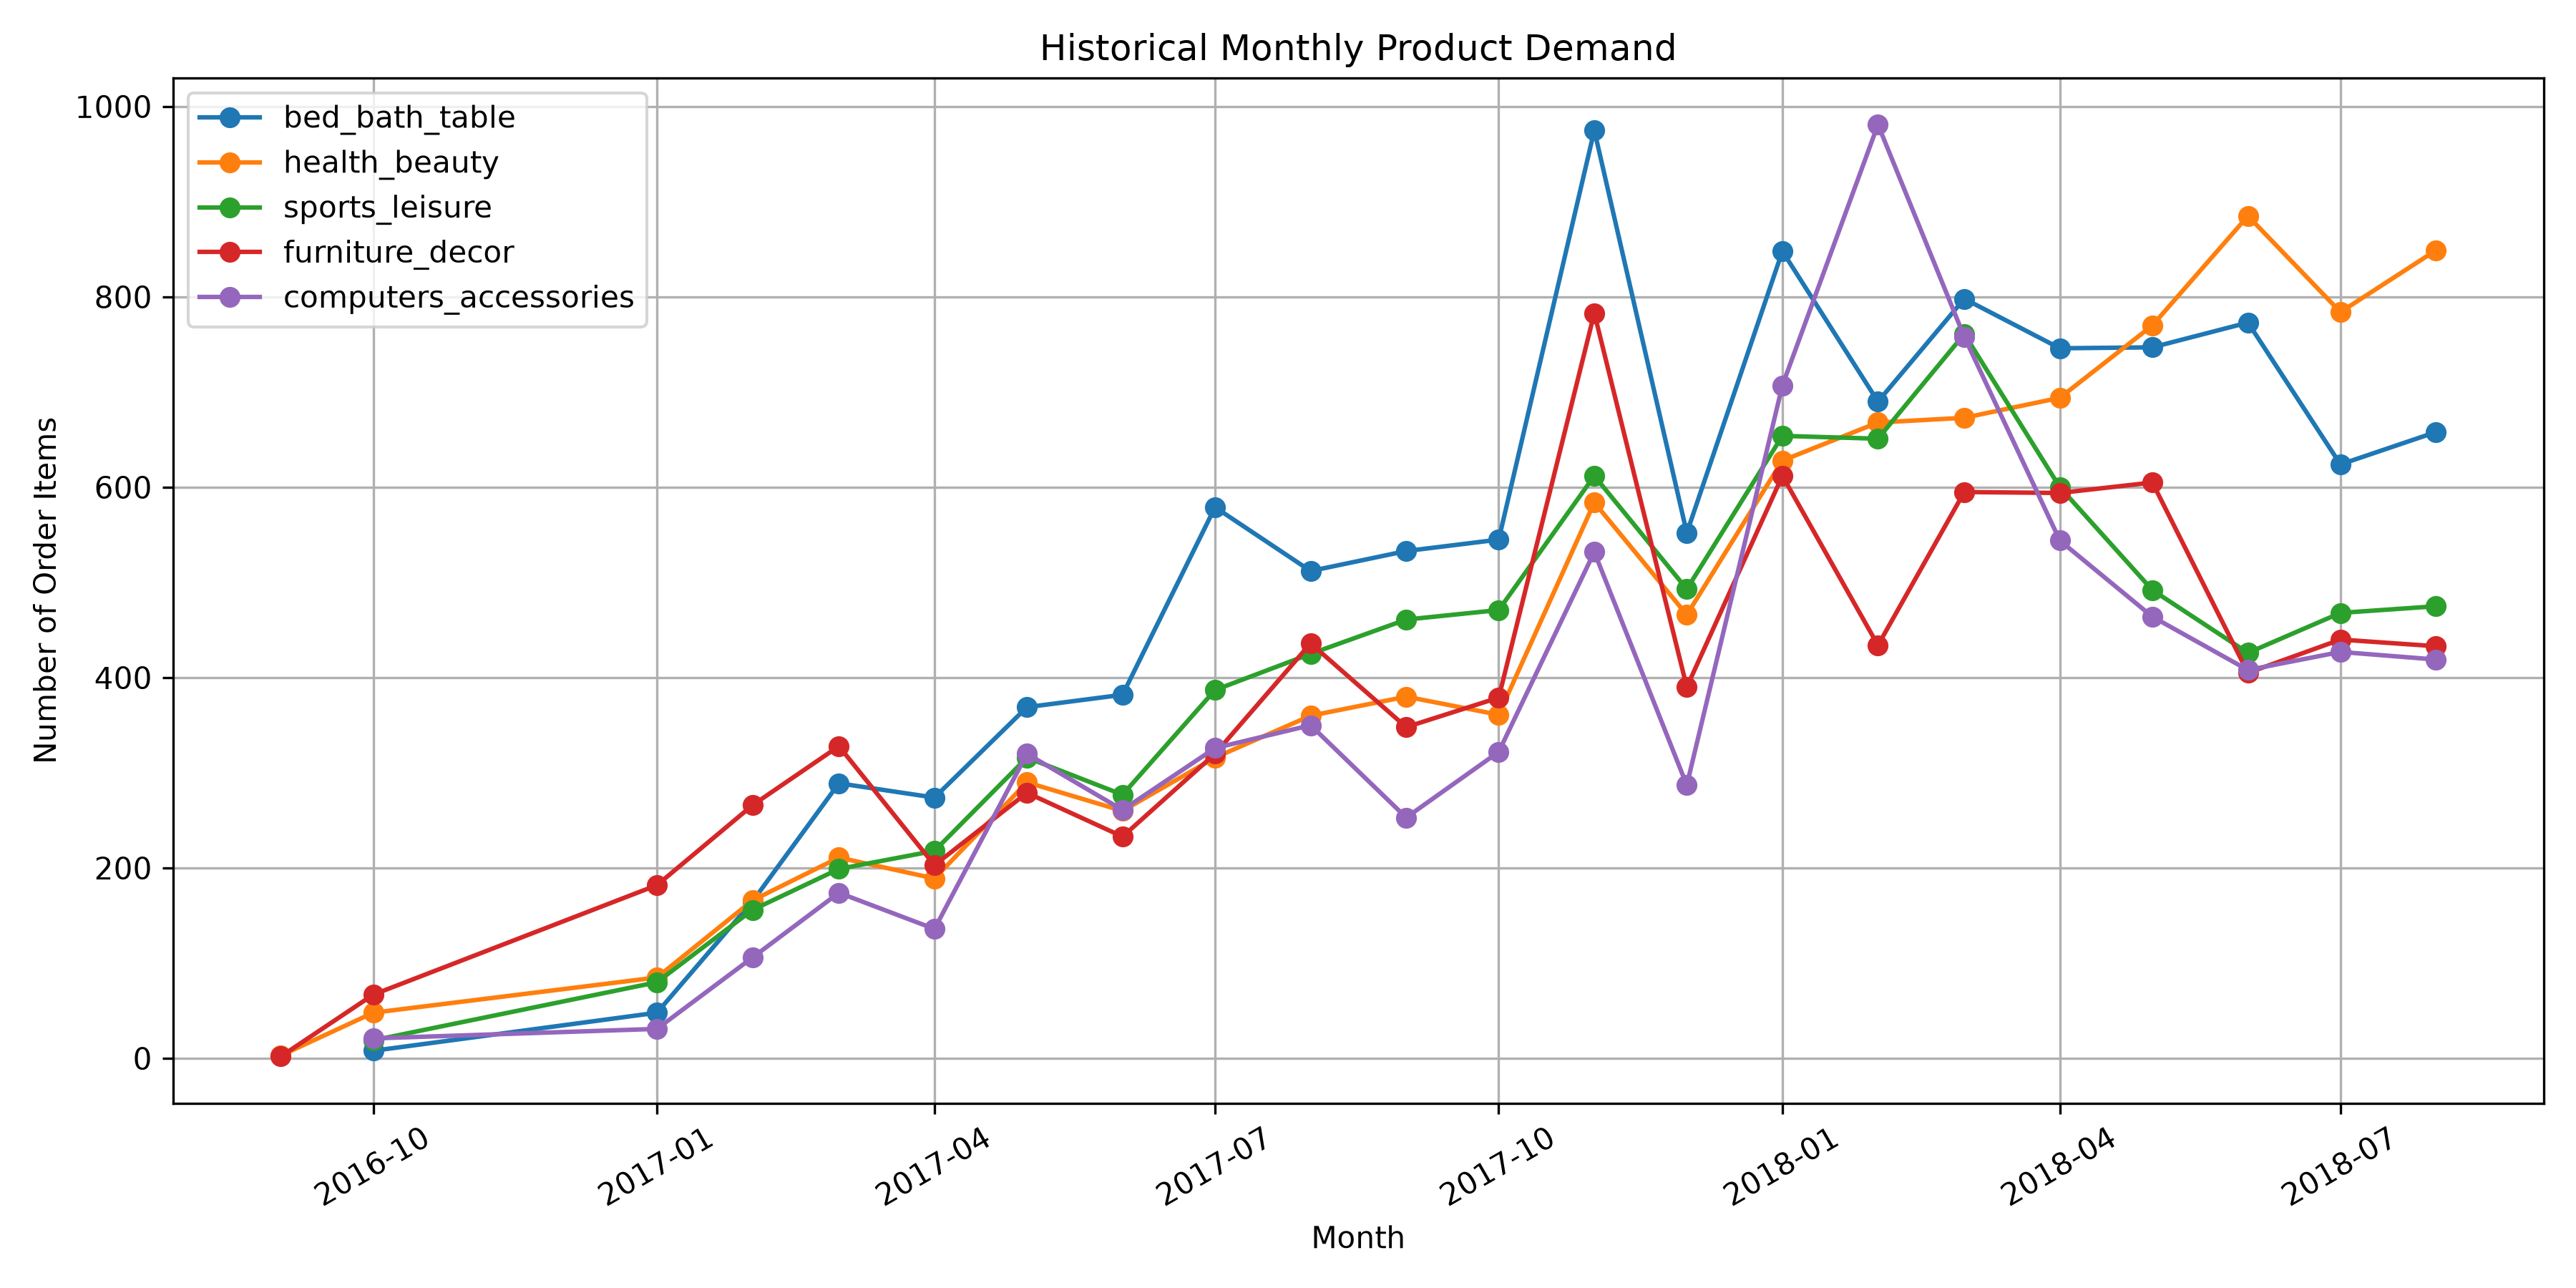 Historical Monthly Product Demand
bed_bath_table
health_beauty
sports_leisure
furniture_decor
computers_accessories
Number of Order Items
1000
800
600
400
200
0
2016-10
2017-01
2017-04
2017-07
2017-10
2018-01
2018-04
2018-07
Month